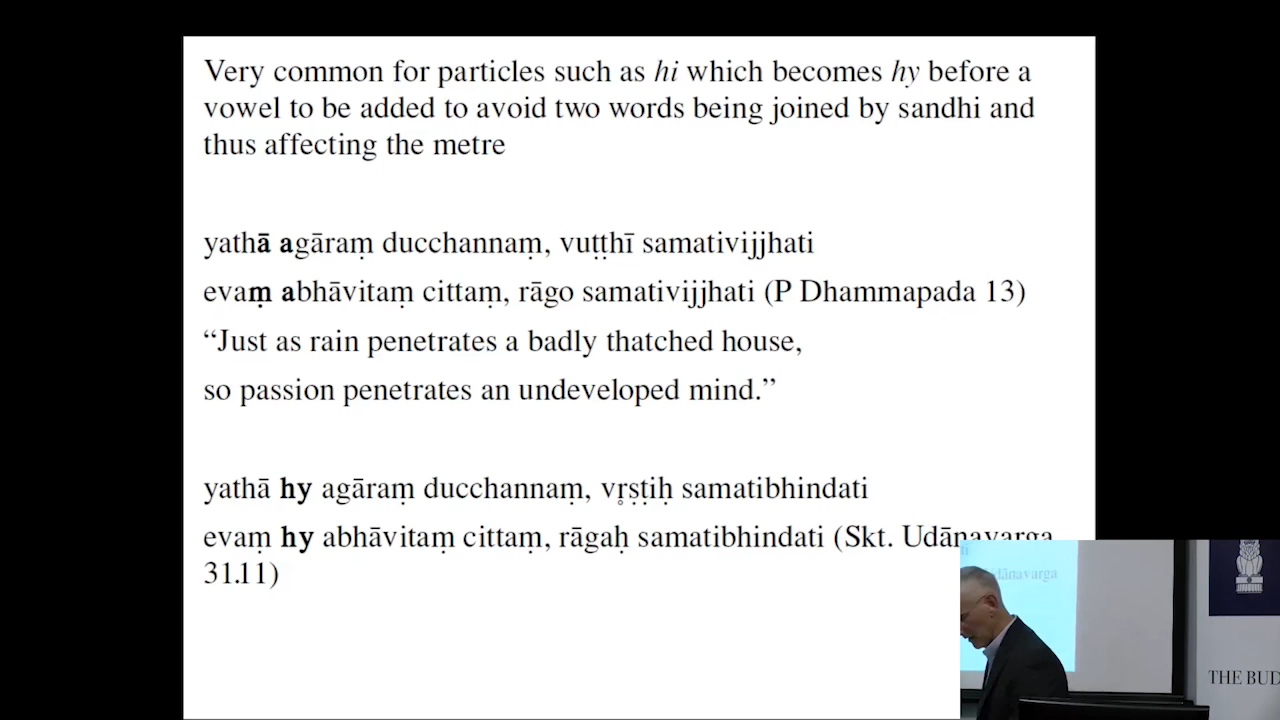 Very common for particles such as hi which becomes hy before a
vowel to be added to avoid two words being joined by sandhi and
thus affecting the metre
yathā agāraṃ ducchannaṃ, vuṭṭhī samativijjhati
evaṃ abhāvitaṃ cittaṃ, rāgo samativijjhati (P Dhammapada 13)
“Just as rain penetrates a badly thatched house,
so passion penetrates an undeveloped mind.”
yathā hy agāraṃ ducchannaṃ, vr̥ṣṭiḥ samatibhindati
evaṃ hy abhāvitaṃ cittaṃ, rāgaḥ samatibhindati (Skt. Udānavarga
31.11)
THE BUD